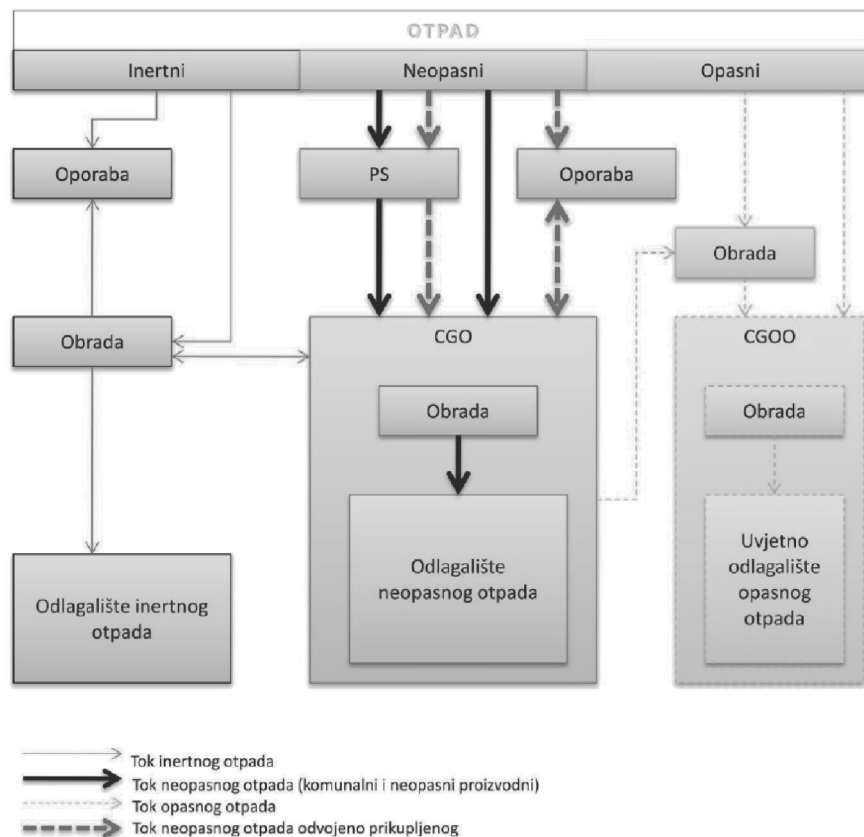 OTPAD
Inertni
Neopasni
Opasni
Oporaba
PS
Oporaba
Obrada
Obrada
CGO
CGOO
Obrada
Obrada
Odlagalište inertnog
otpada
Odlagalište
neopasnog otpada
Uvjetno
odlagalište
opasnog
otpada
Tok inertnog otpada
Tok neopasnog otpada (komunalni i neopasni proizvodni)
Tok opasnog otpada
Tok neopasnog otpada odvojeno prikupljenog